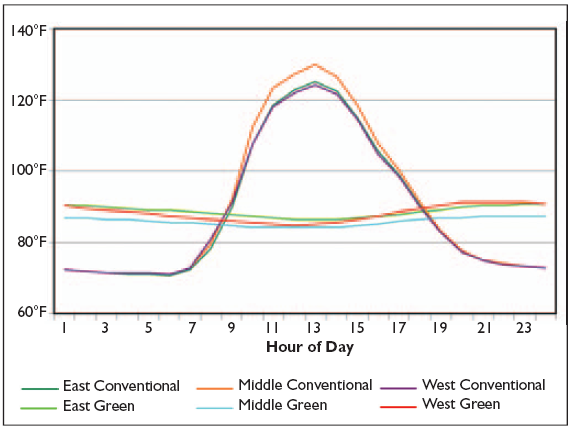 140°F
120°F
100°F
80°F
60°F
1 3 5 7 9 11 13 15 17 19 21 23
Hour of Day
East Conventional Middle Conventional West Conventional
East Green Middle Green West Green